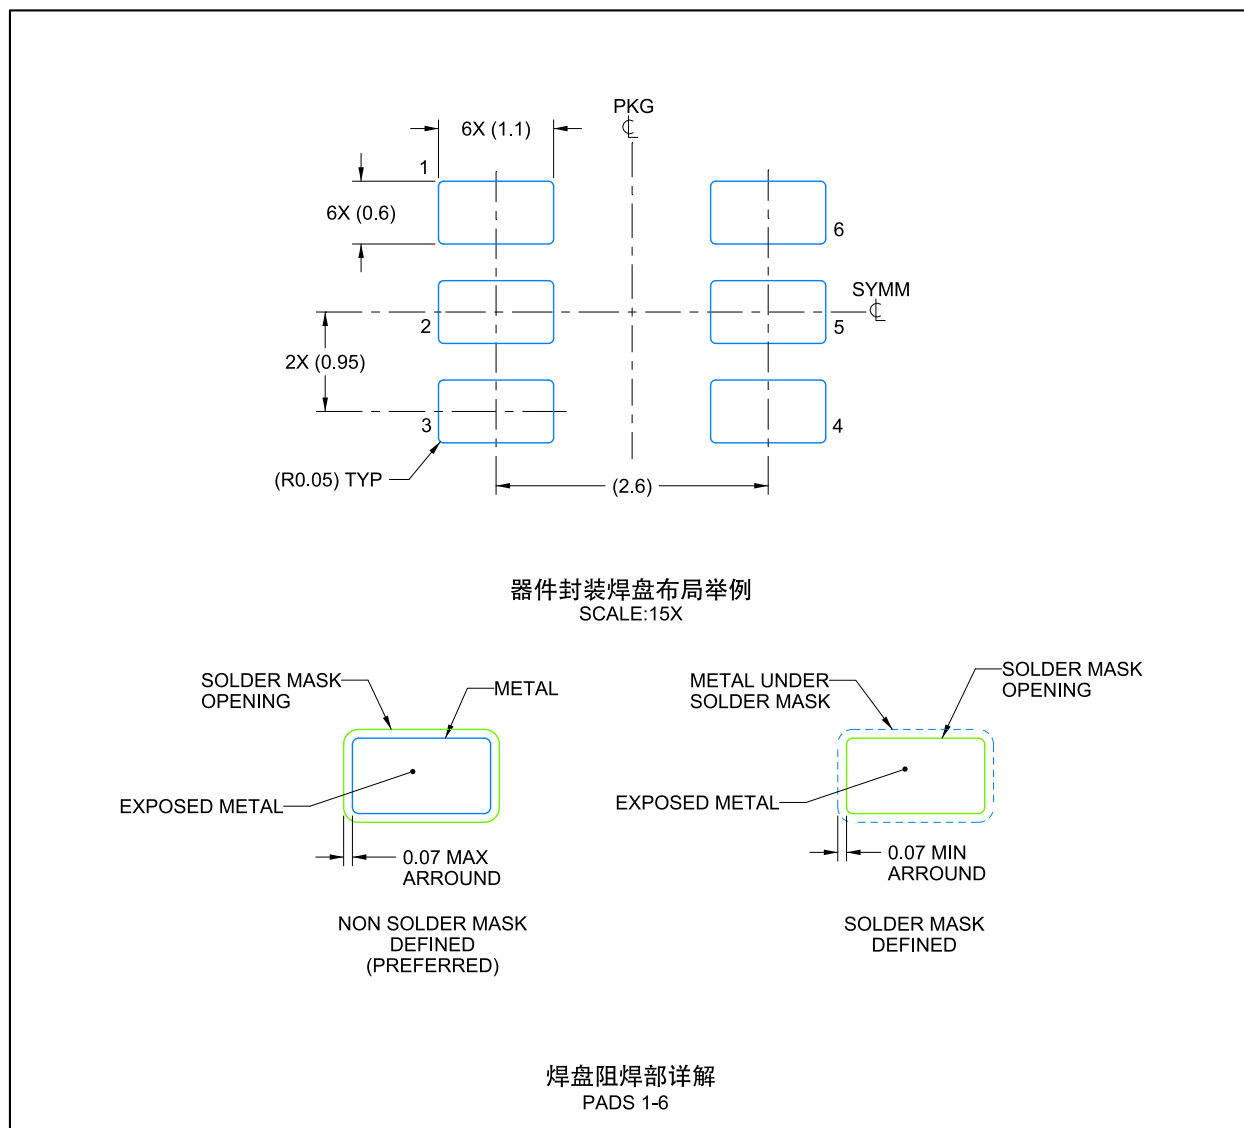 PKG
6X (1.1)
1
6X (0.6)
6
SYMM
2
5
2X (0.95)
3
4
(R0.05) TYP
(2.6)
器件封装焊盘布局举例
SCALE:15X
SOLDER MASK
OPENING
METAL
EXPOSED METAL
0.07 MAX
ARROUND
NON SOLDER MASK
DEFINED
(PREFERRED)
METAL UNDER
SOLDER MASK
SOLDER MASK
OPENING
EXPOSED METAL
0.07 MIN
ARROUND
SOLDER MASK
DEFINED
焊盘阻焊部详解
PADS 1-6